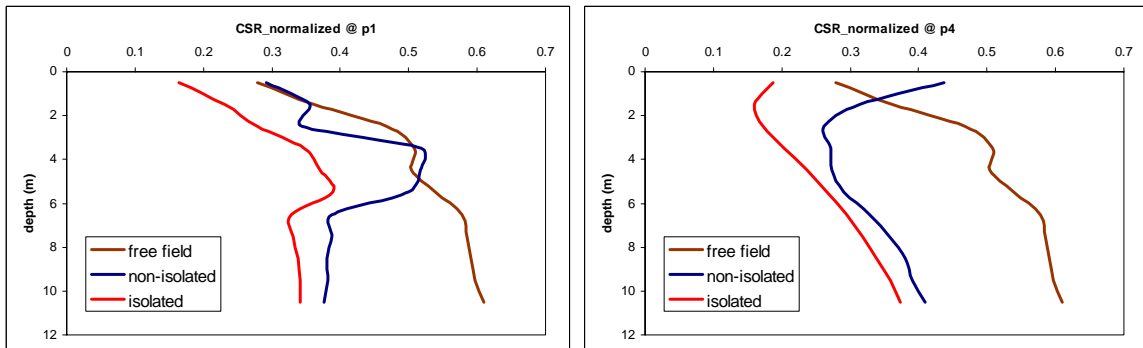 CSR_normalized @ p1
0 0.1 0.2 0.3 0.4 0.5 0.6 0.7
0
2
4
6
8
10
12
depth (m)
free field
non-isolated
isolated
CSR_normalized @ p4
0 0.1 0.2 0.3 0.4 0.5 0.6 0.7
0
2
4
6
8
10
12
depth (m)
free field
non-isolated
isolated